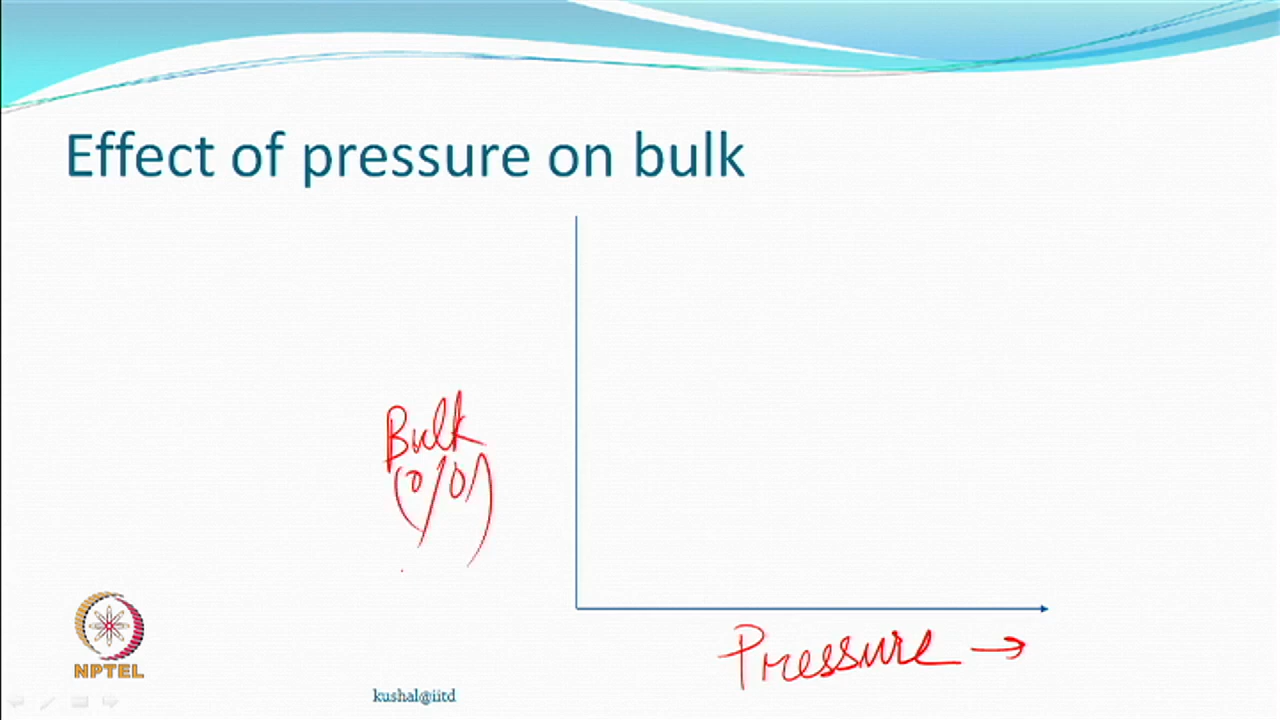 Effect of pressure on bulk
Bulk
(%)
Pressure →
NPTEL
kushal@iitd